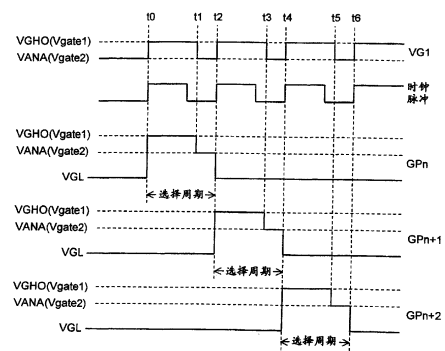 t0 t1 t2 t3 t4 t5 t6
VGHO(Vgate1)
VG1
VANA(Vgate2)
时钟
脉冲
VGHO(Vgate1)
VANA(Vgate2)
GPn
VGL
选择周期
VGHO(Vgate1)
VANA(Vgate2)
GPn+1
VGL
选择周期
VGHO(Vgate1)
VANA(Vgate2)
GPn+2
VGL
选择周期